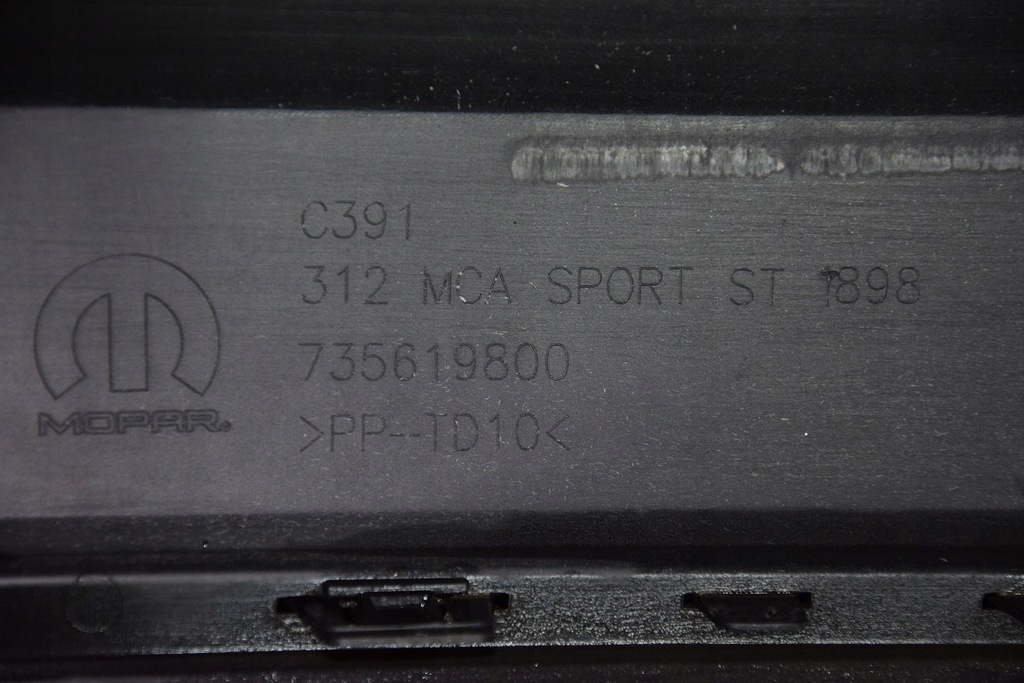 C391
312 MCA SPORT ST 1898
735619800
MOPAR®
>PP--TD10<